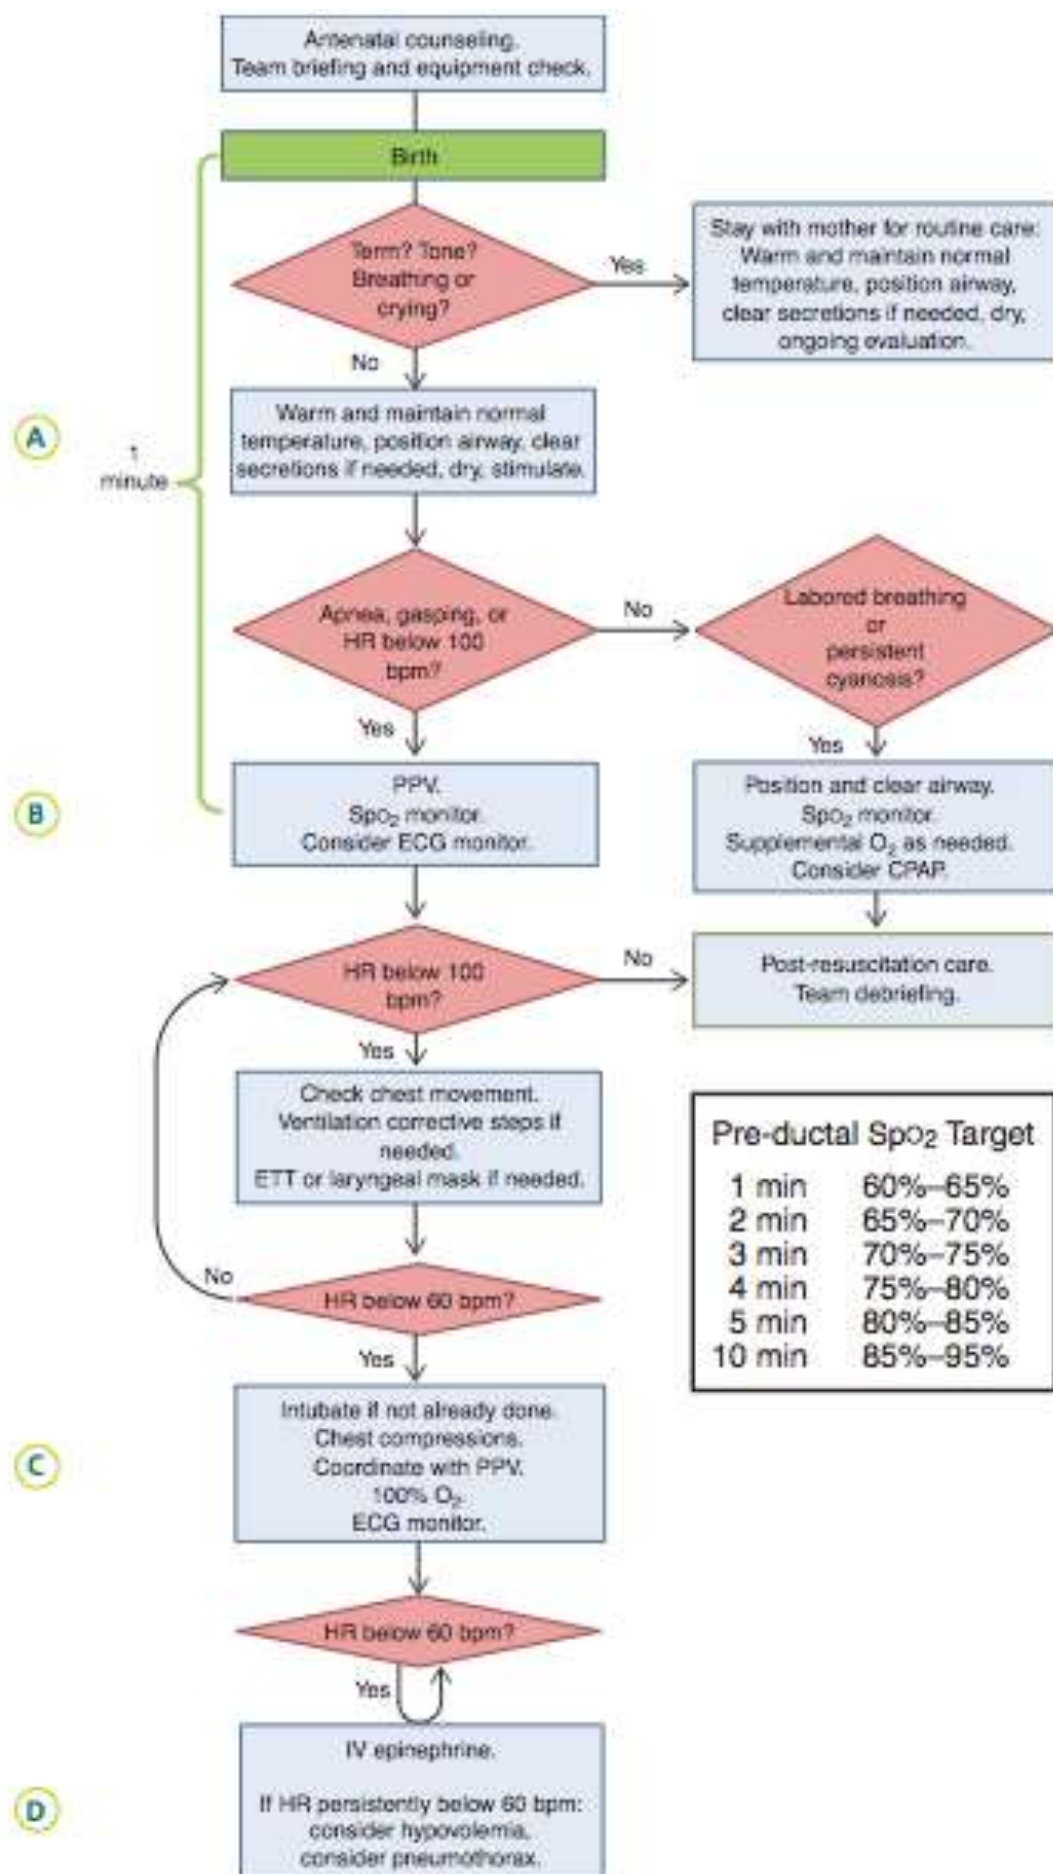 Antenatal counseling.
Team briefing and equipment check.
Birth
Term? Tone?
Breathing or
crying?
Yes
Stay with mother for routine care:
Warm and maintain normal
temperature, position airway,
clear secretions if needed, dry,
ongoing evaluation.
No
A
1
minute
Warm and maintain normal
temperature, position airway, clear
secretions if needed, dry, stimulate.
Apnea, gasping, or
HR below 100
bpm?
No
Labored breathing
or
persistent
cyanosis?
Yes
Yes
B
PPV.
SpO₂ monitor.
Consider ECG monitor.
Position and clear airway.
SpO₂ monitor.
Supplemental O₂ as needed.
Consider CPAP.
HR below 100
bpm?
No
Post-resuscitation care.
Team debriefing.
Yes
Check chest movement.
Ventilation corrective steps if
needed.
ETT or laryngeal mask if needed.
Pre-ductal SpO₂ Target
1 min 60%–65%
2 min 65%–70%
3 min 70%–75%
4 min 75%–80%
5 min 80%–85%
10 min 85%–95%
No
HR below 60 bpm?
Yes
C
Intubate if not already done.
Chest compressions.
Coordinate with PPV.
100% O₂.
ECG monitor.
HR below 60 bpm?
Yes
D
IV epinephrine.
If HR persistently below 60 bpm:
consider hypovolemia,
consider pneumothorax.